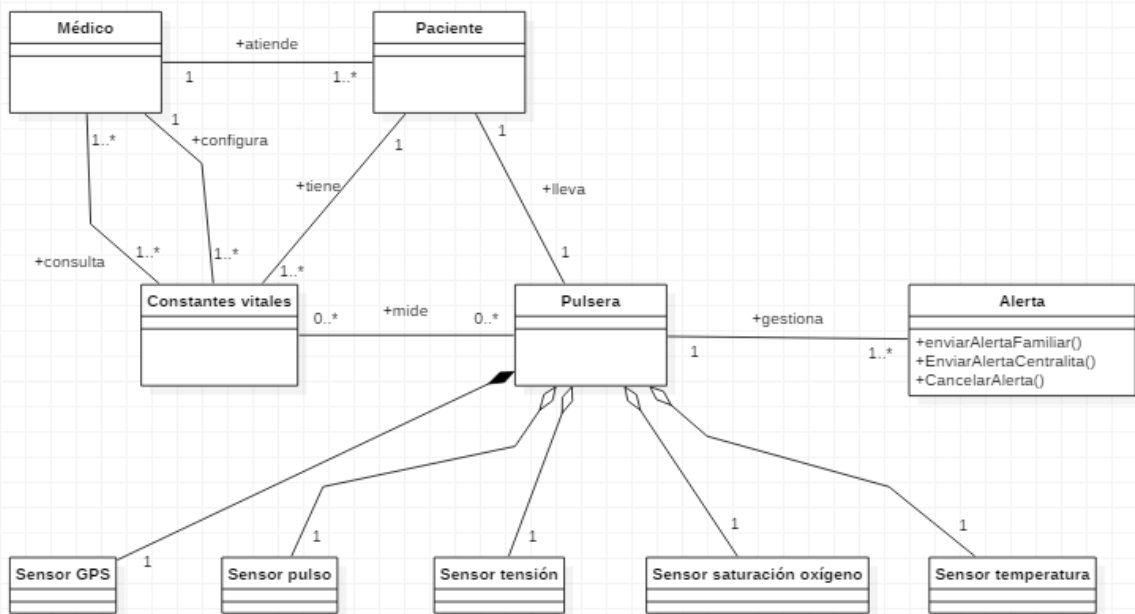 Médico
Paciente
+atiende
1
1..*
1
1..*
+configura
1
1
+tiene
+lleva
1..*
1..*
1
+consulta
1..*
Constantes vitales
Pulsera
Alerta
0..*
+mide
0..*
+gestiona
1
1..*
+enviarAlertaFamiliar()
+EnviarAlertaCentralita()
+CancelarAlerta()
1
1
1
1
1
Sensor GPS
Sensor pulso
Sensor tensión
Sensor saturación oxígeno
Sensor temperatura